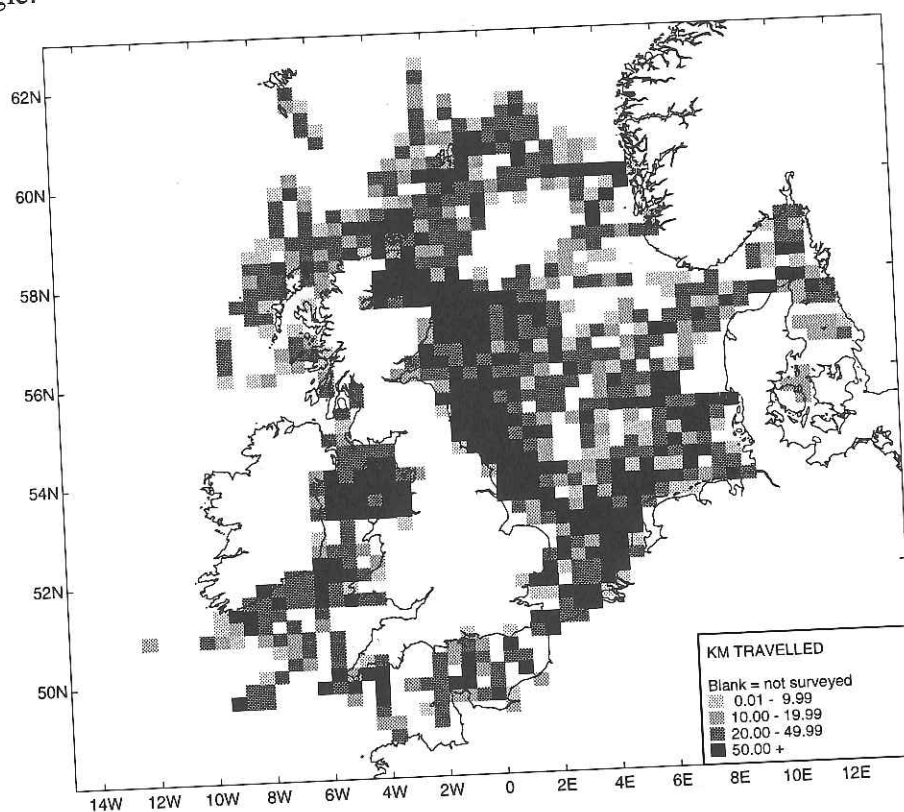 gle.
62N
60N
58N
56N
54N
52N
50N
KM TRAVELLED
Blank = not surveyed
0.01 - 9.99
10.00 - 19.99
20.00 - 49.99
50.00 +
14W 12W 10W 8W 6W 4W 2W 0 2E 4E 6E 8E 10E 12E